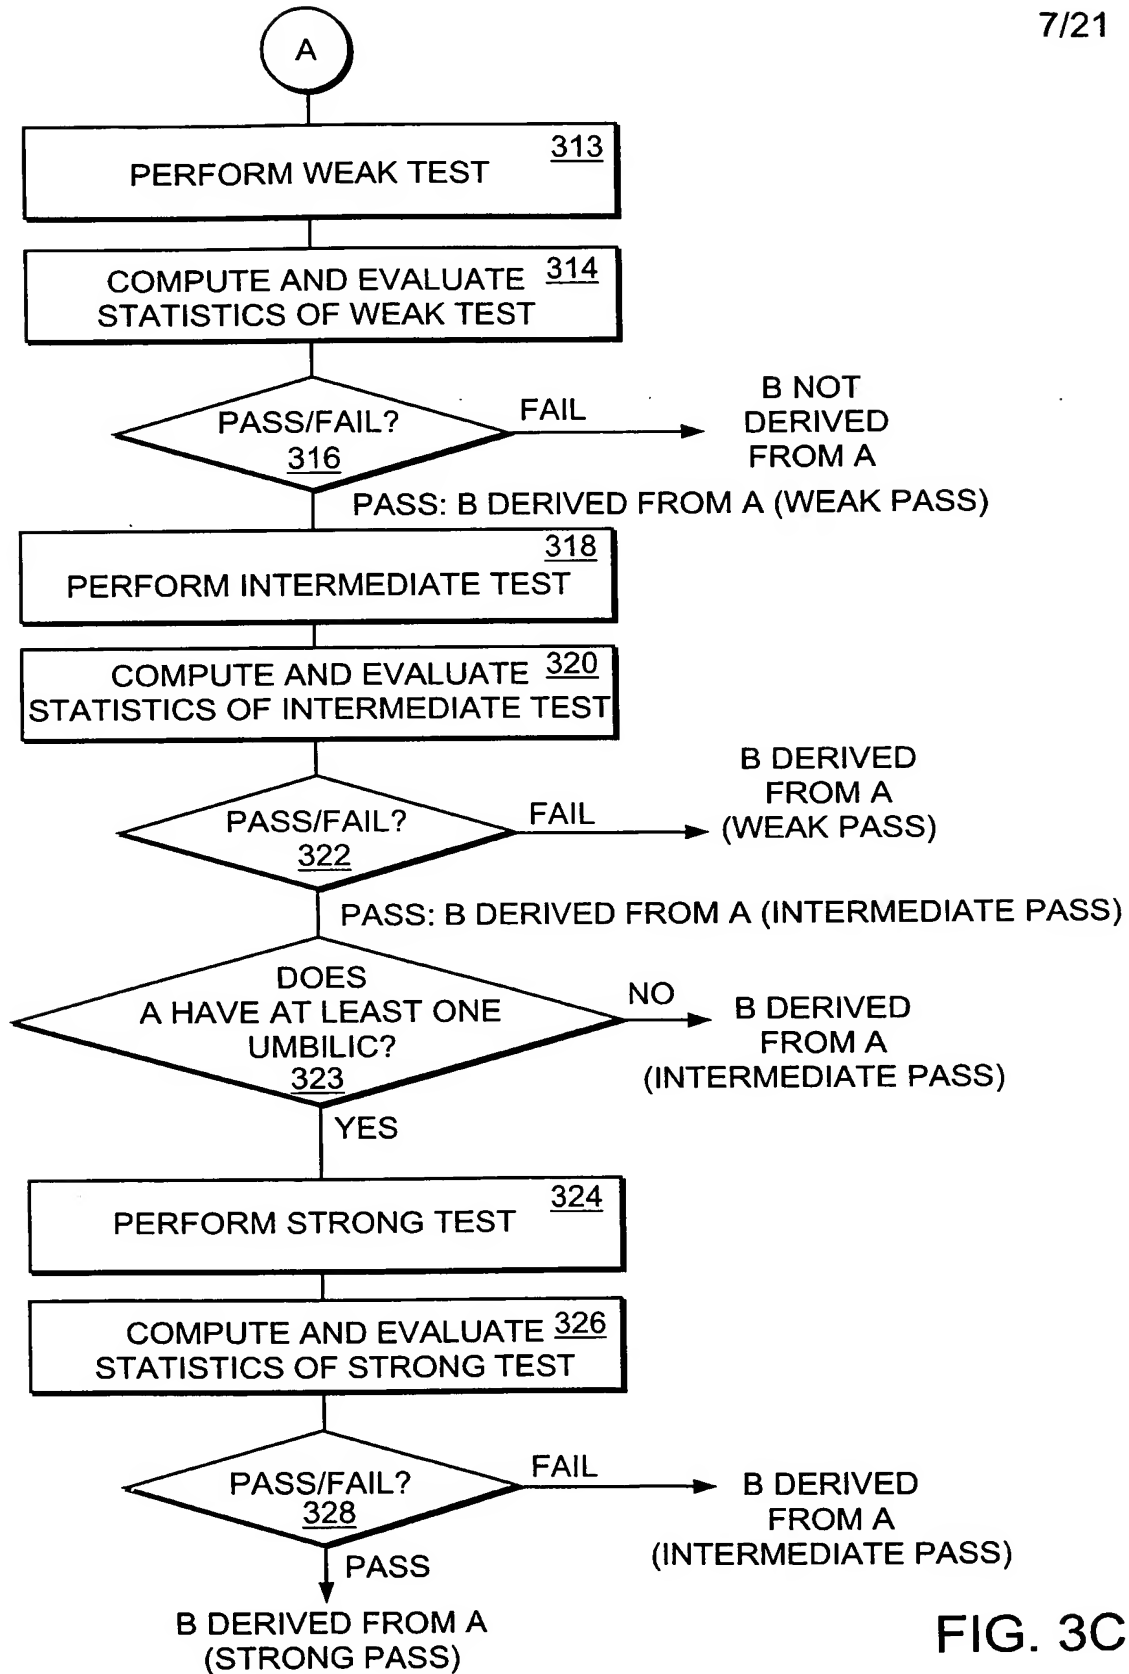 7/21
A
313
PERFORM WEAK TEST
COMPUTE AND EVALUATE 314
STATISTICS OF WEAK TEST
PASS/FAIL?
316
FAIL
B NOT
DERIVED
FROM A
PASS: B DERIVED FROM A (WEAK PASS)
318
PERFORM INTERMEDIATE TEST
COMPUTE AND EVALUATE 320
STATISTICS OF INTERMEDIATE TEST
PASS/FAIL?
322
FAIL
B DERIVED
FROM A
(WEAK PASS)
PASS: B DERIVED FROM A (INTERMEDIATE PASS)
DOES
A HAVE AT LEAST ONE
UMBILIC?
323
NO
B DERIVED
FROM A
(INTERMEDIATE PASS)
YES
324
PERFORM STRONG TEST
COMPUTE AND EVALUATE 326
STATISTICS OF STRONG TEST
PASS/FAIL?
328
FAIL
B DERIVED
FROM A
(INTERMEDIATE PASS)
PASS
B DERIVED FROM A
(STRONG PASS)
FIG. 3C